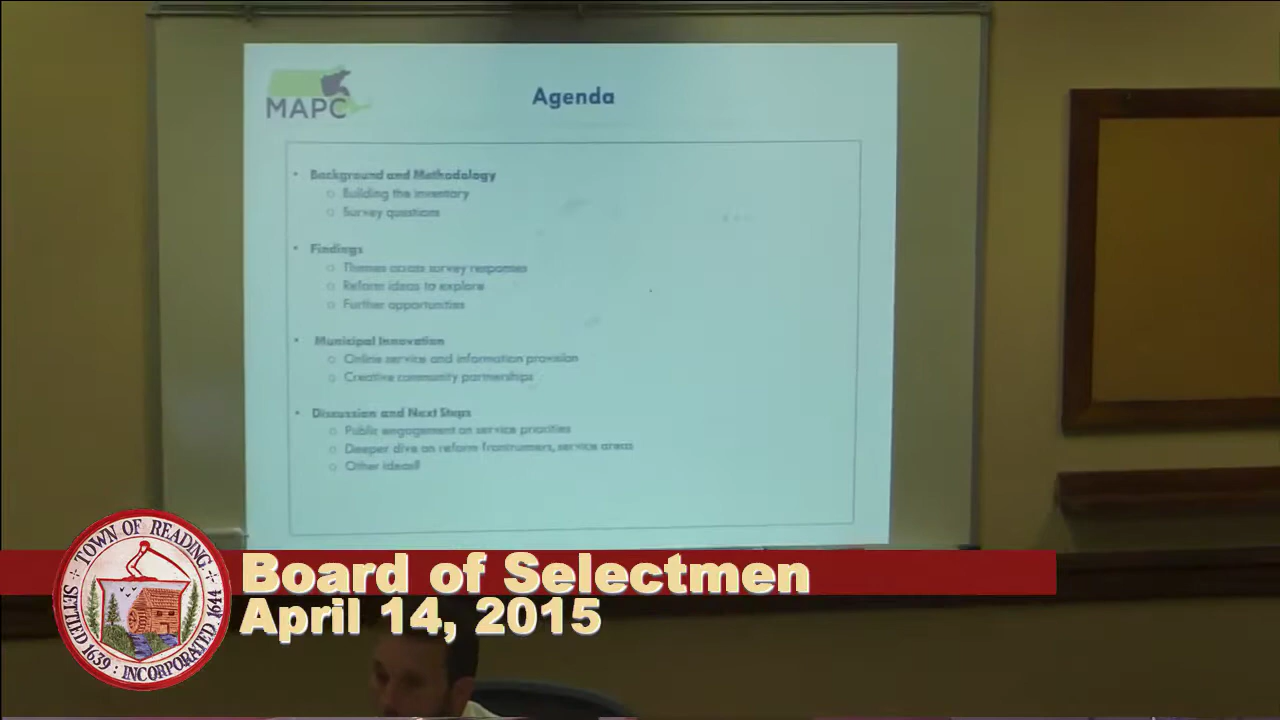 MAPC
Agenda
• Background and Methodology
○ Building the inventory
○ Survey questions
• Findings
○ Themes across survey responses
○ Reform ideas to explore
○ Further opportunities
• Municipal Innovation
○ Online service and information provision
○ Creative community partnerships
• Discussion and Next Steps
○ Public engagement on service priorities
○ Deeper dive on reform frontrunners, service areas
○ Other ideas?
Board of Selectmen
April 14, 2015
TOWN OF READING
SETTLED 1639 : INCORPORATED 1644